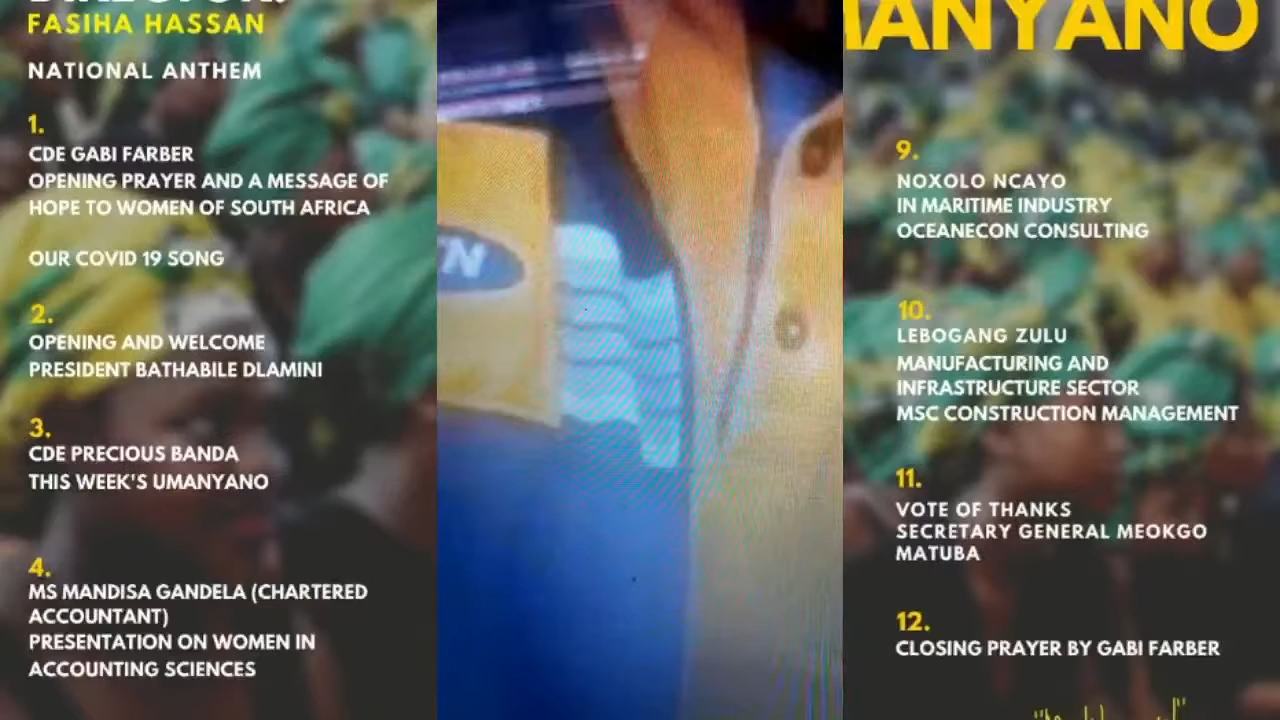 FASIHA HASSAN
NATIONAL ANTHEM
1.
CDE GABI FARBER
OPENING PRAYER AND A MESSAGE OF
HOPE TO WOMEN OF SOUTH AFRICA
OUR COVID 19 SONG
2.
OPENING AND WELCOME
PRESIDENT BATHABILE DLAMINI
3.
CDE PRECIOUS BANDA
THIS WEEK'S UMANYANO
4.
MS MANDISA GANDELA (CHARTERED
ACCOUNTANT)
PRESENTATION ON WOMEN IN
ACCOUNTING SCIENCES
N
MANYANO
9.
NOXOLO NCAYO
IN MARITIME INDUSTRY
OCEANECON CONSULTING
10.
LEBOGANG ZULU
MANUFACTURING AND
INFRASTRUCTURE SECTOR
MSC CONSTRUCTION MANAGEMENT
11.
VOTE OF THANKS
SECRETARY GENERAL MEOKGO
MATUBA
12.
CLOSING PRAYER BY GABI FARBER